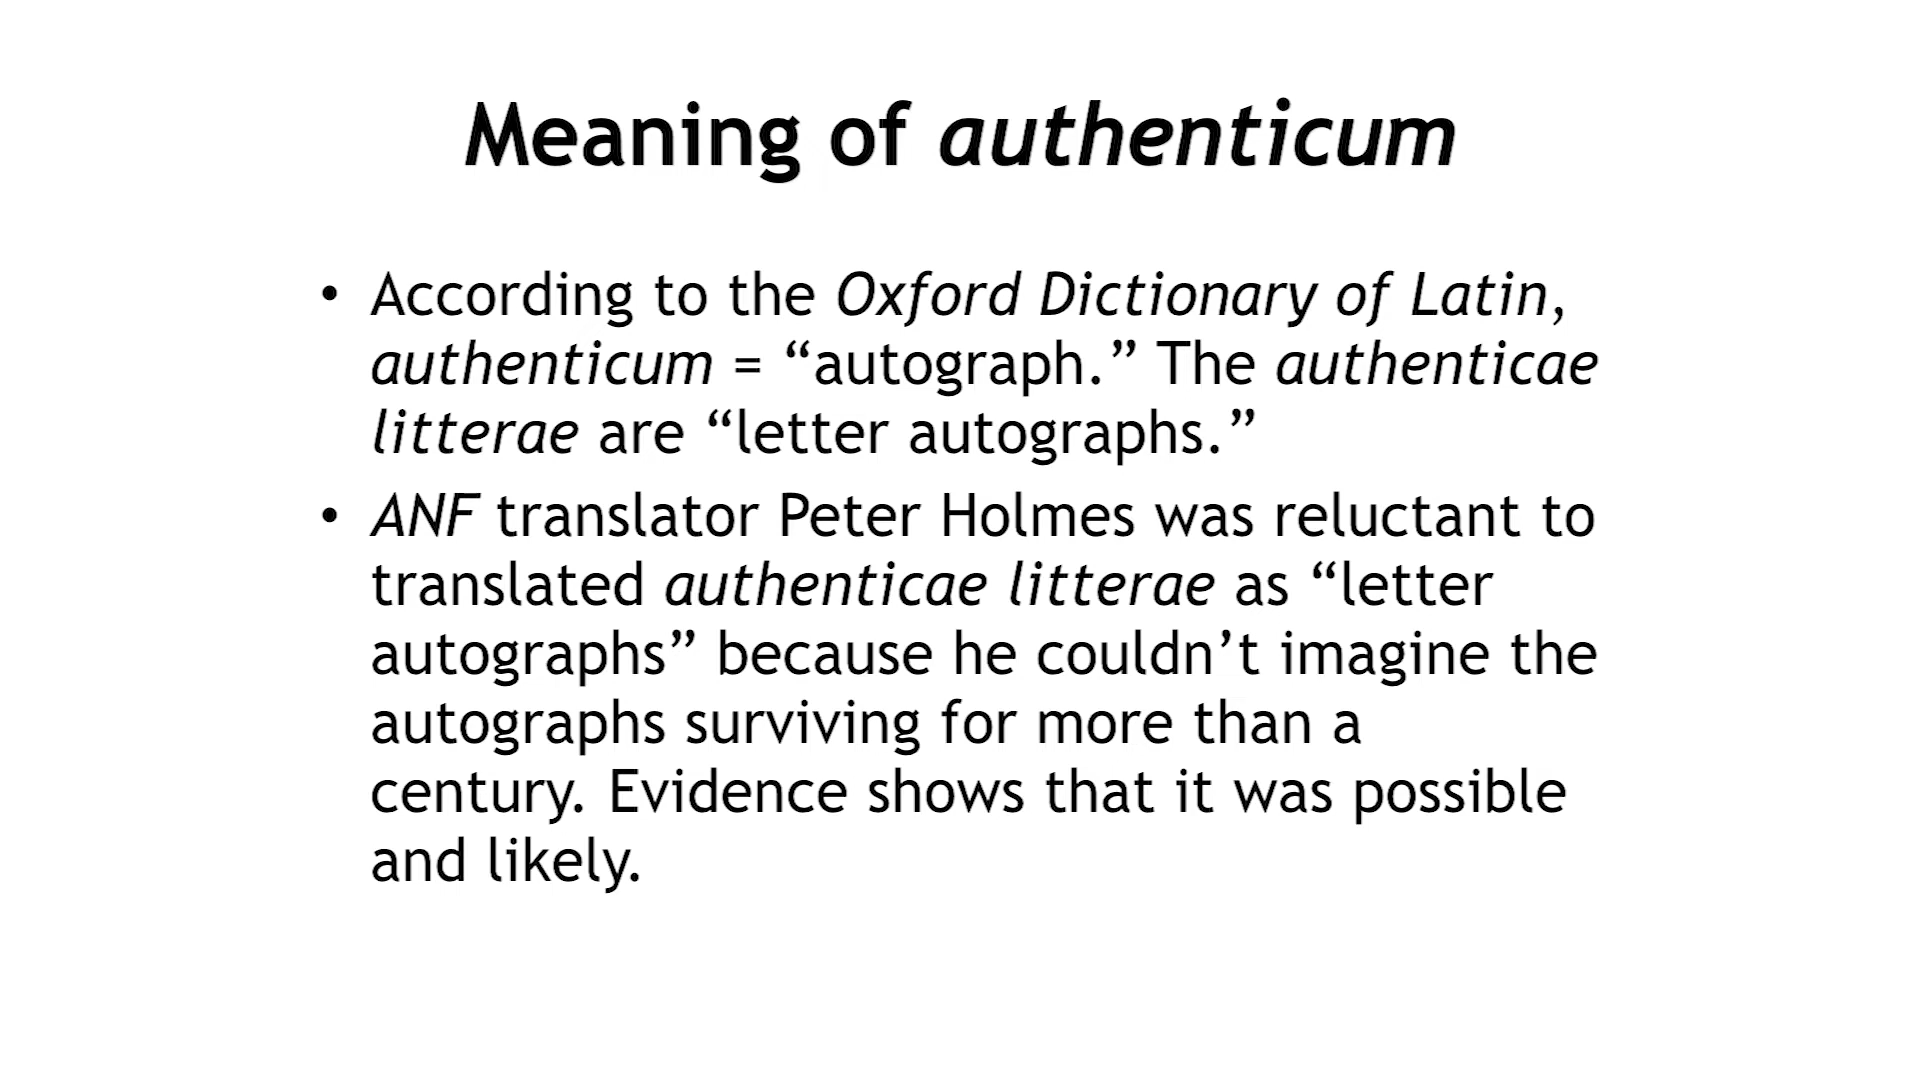 Meaning of authenticum
• According to the Oxford Dictionary of Latin,
authenticum = “autograph.” The authenticae
litterae are “letter autographs.”
• ANF translator Peter Holmes was reluctant to
translated authenticae litterae as “letter
autographs” because he couldn’t imagine the
autographs surviving for more than a
century. Evidence shows that it was possible
and likely.